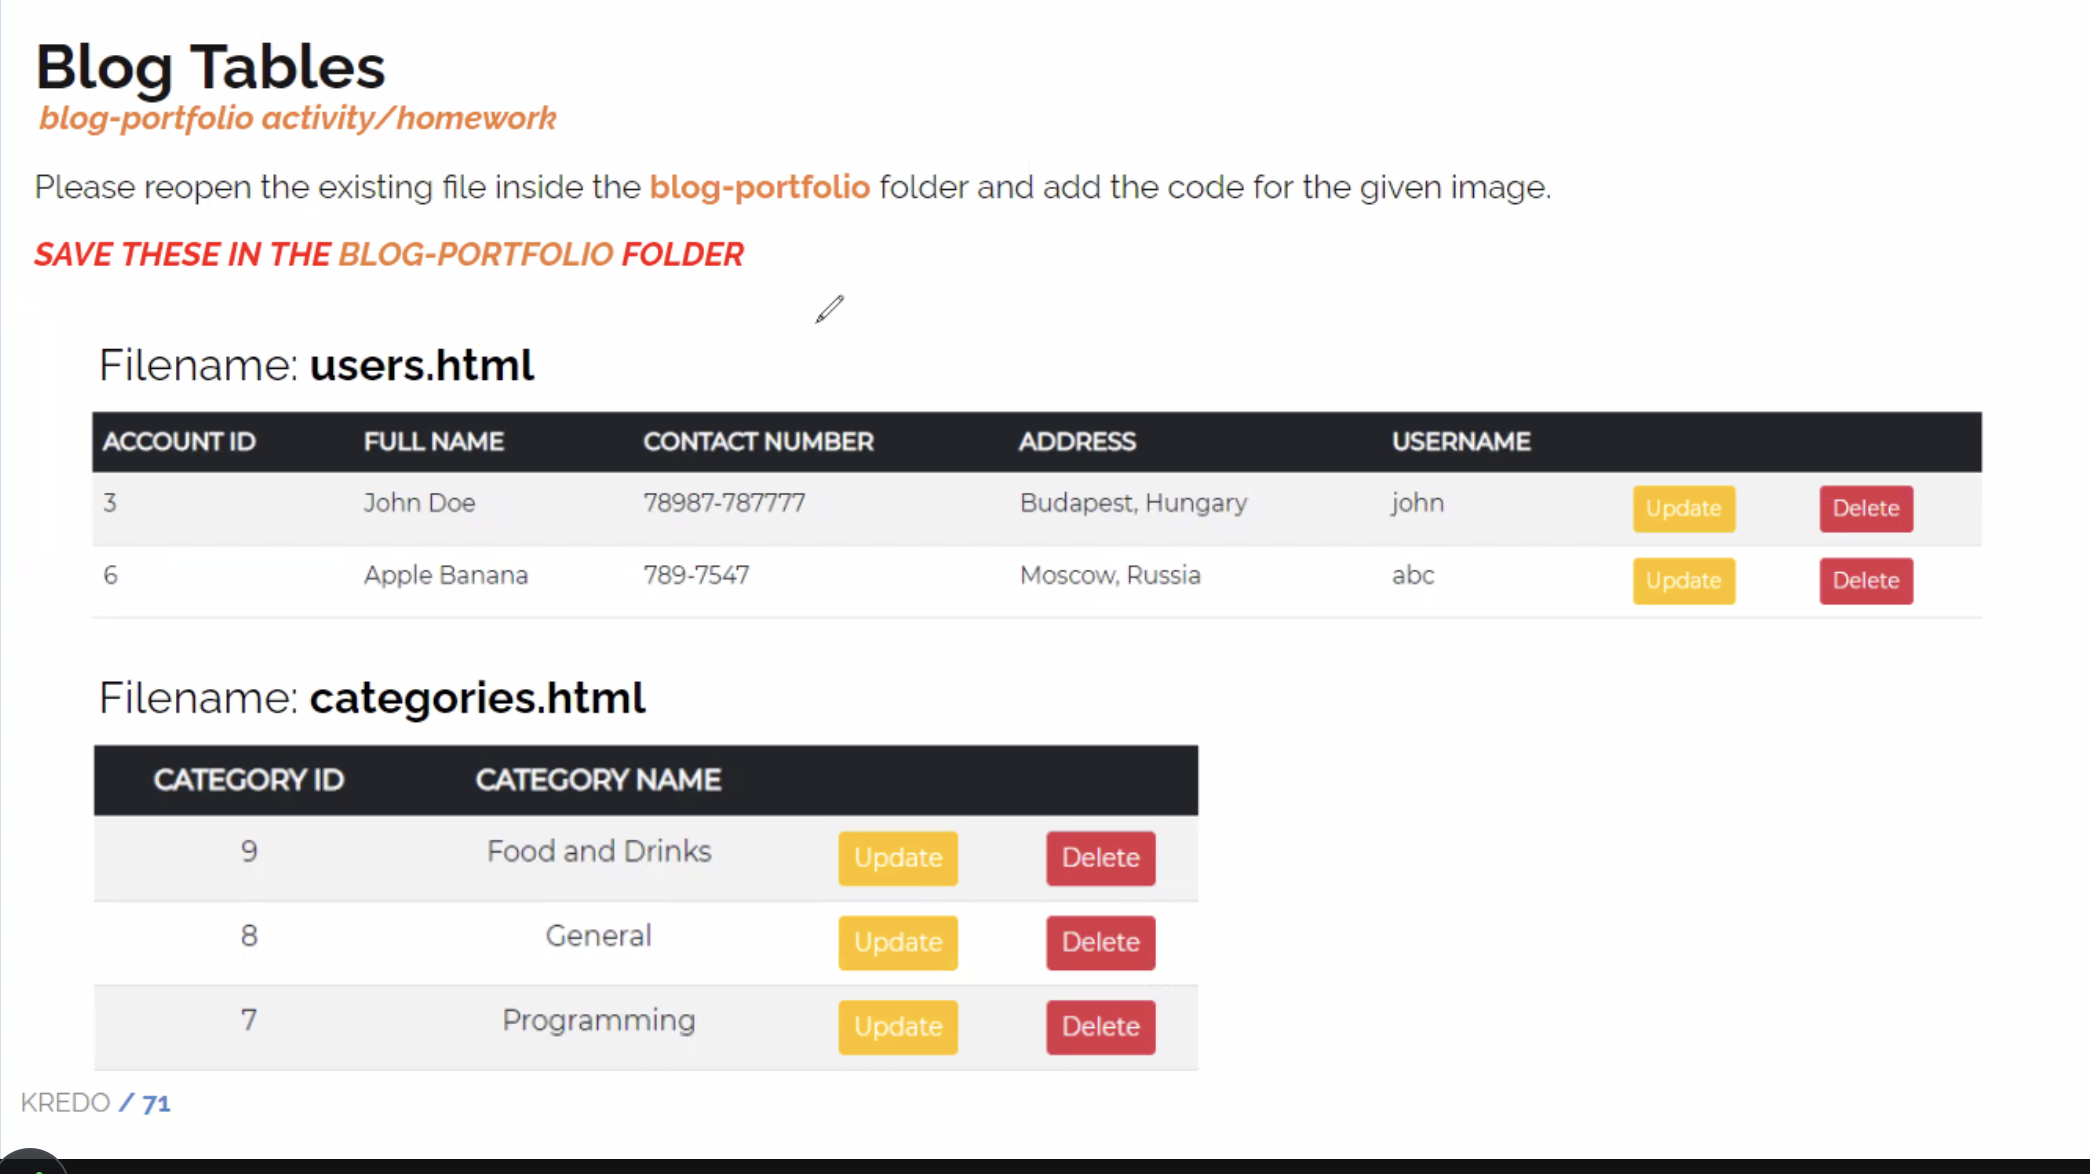 Blog Tables
blog-portfolio activity/homework
Please reopen the existing file inside the blog-portfolio folder and add the code for the given image.
SAVE THESE IN THE BLOG-PORTFOLIO FOLDER
Filename: users.html
ACCOUNT ID FULL NAME CONTACT NUMBER ADDRESS USERNAME
3 John Doe 78987-787777 Budapest, Hungary john Update Delete
6 Apple Banana 789-7547 Moscow, Russia abc Update Delete
Filename: categories.html
CATEGORY ID CATEGORY NAME
9 Food and Drinks Update Delete
8 General Update Delete
7 Programming Update Delete
KREDO / 71